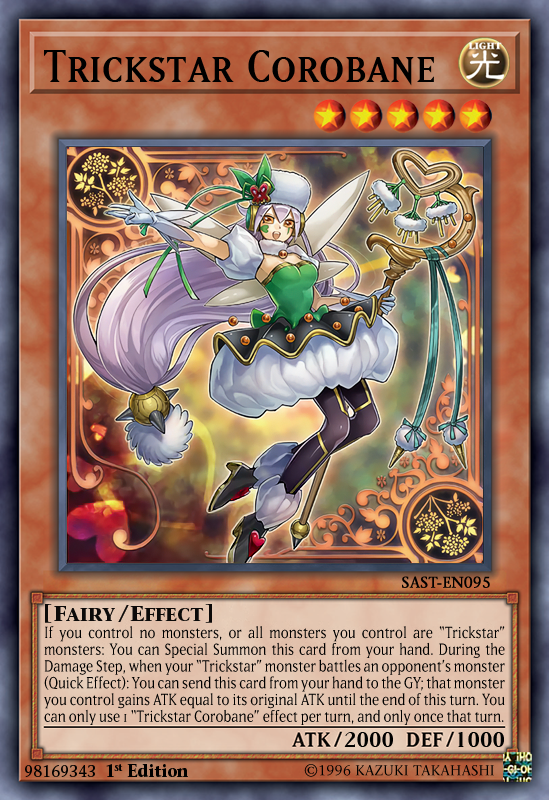 Trickstar Corobane
LIGHT
光
SAST-EN095
[Fairy/Effect]
If you control no monsters, or all monsters you control are "Trickstar"
monsters: You can Special Summon this card from your hand. During the
Damage Step, when your "Trickstar" monster battles an opponent's monster
(Quick Effect): You can send this card from your hand to the GY; that monster
you control gains ATK equal to its original ATK until the end of this turn. You
can only use 1 "Trickstar Corobane" effect per turn, and only once that turn.
ATK/2000 DEF/1000
98169343 1st Edition ©1996 KAZUKI TAKAHASHI